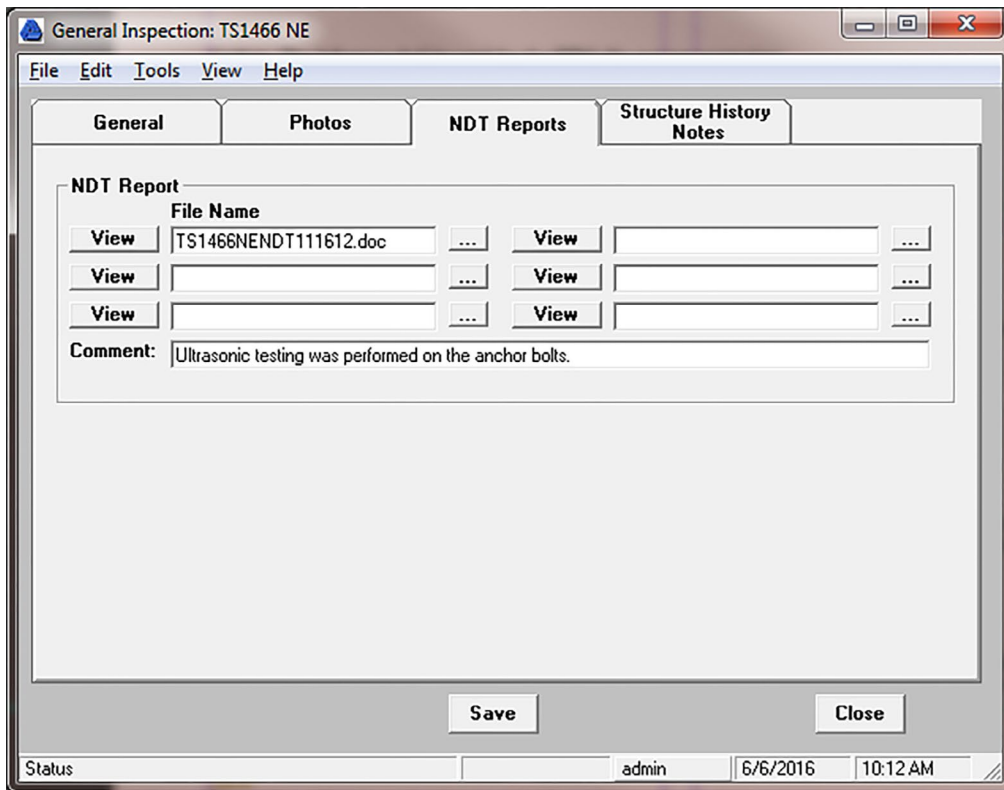 General Inspection: TS1466 NE
File Edit Tools View Help
General Photos NDT Reports Structure History Notes
NDT Report
File Name
View TS1466NENDT111612.doc ... View ...
View ... View ...
View ... View ...
Comment: Ultrasonic testing was performed on the anchor bolts.
Save Close
Status admin 6/6/2016 10:12 AM